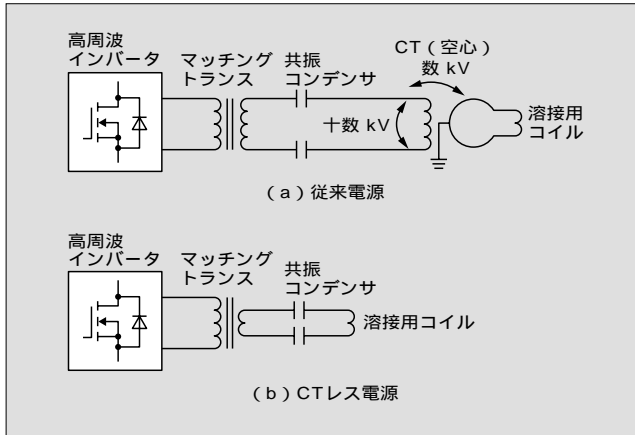 高周波
インバータ
マッチング
トランス
共振
コンデンサ
CT（空心）
数 kV
十数 kV
溶接用
コイル
（a）従来電源
高周波
インバータ
マッチング
トランス
共振
コンデンサ
溶接用コイル
（b）CTレス電源